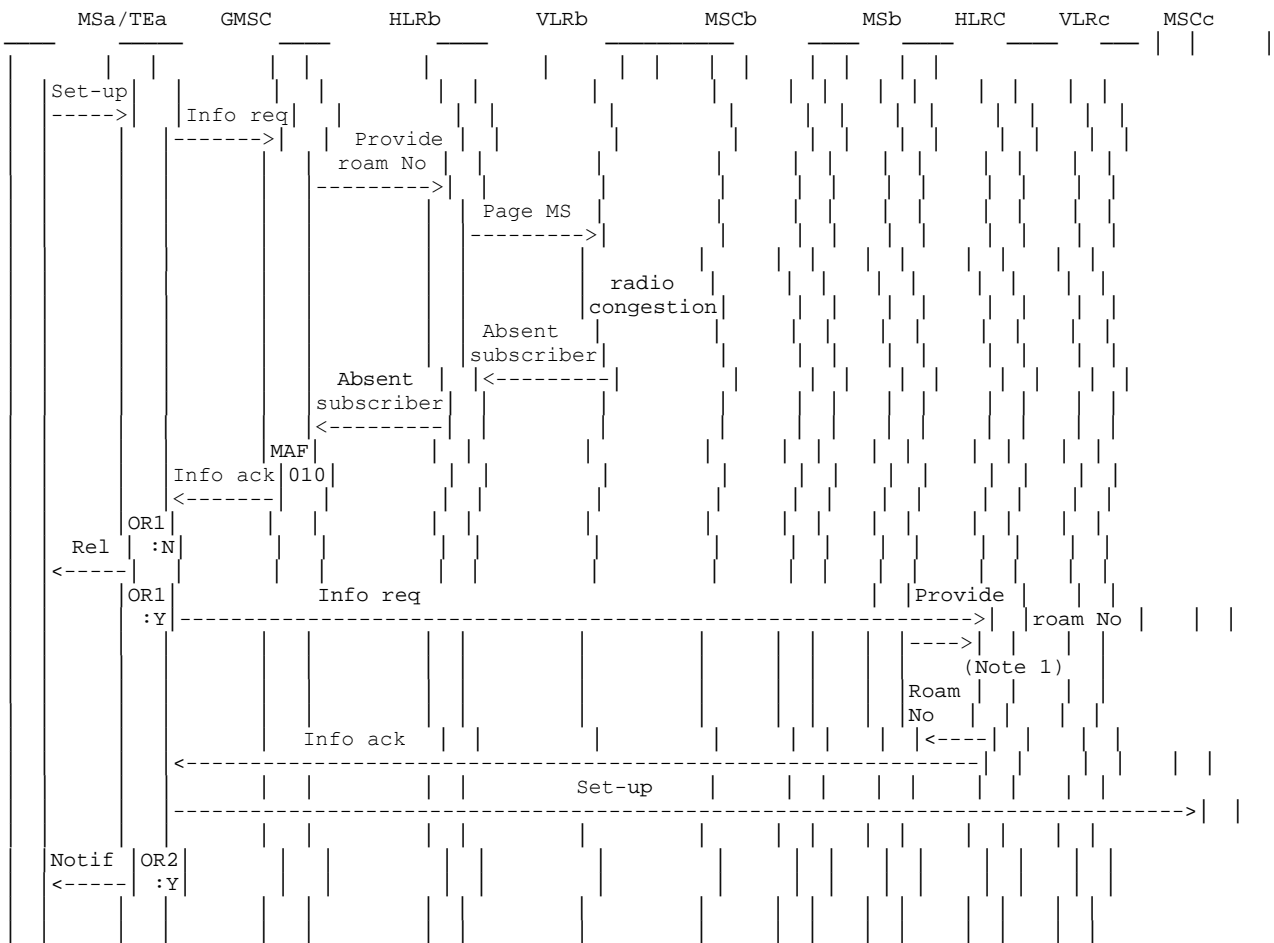 MSa/TEa GMSC HLRb VLRb MSCb MSb HLRC VLRc MSCc
Set-up
----->
Info req
------->
Provide
roam No
--------->
Page MS
--------->
radio
congestion
Absent
subscriber
<---------
Absent
subscriber
<---------
MAF
Info ack 010
<-------
OR1
Rel :N
<-----
OR1 Info req Provide
:Y ------------------------------------------------------> roam No
---->
(Note 1)
Roam
No
Info ack <----
<------------------------------------------------------
Set-up
-------------------------------------------------------------------->
Notif OR2
<----- :Y